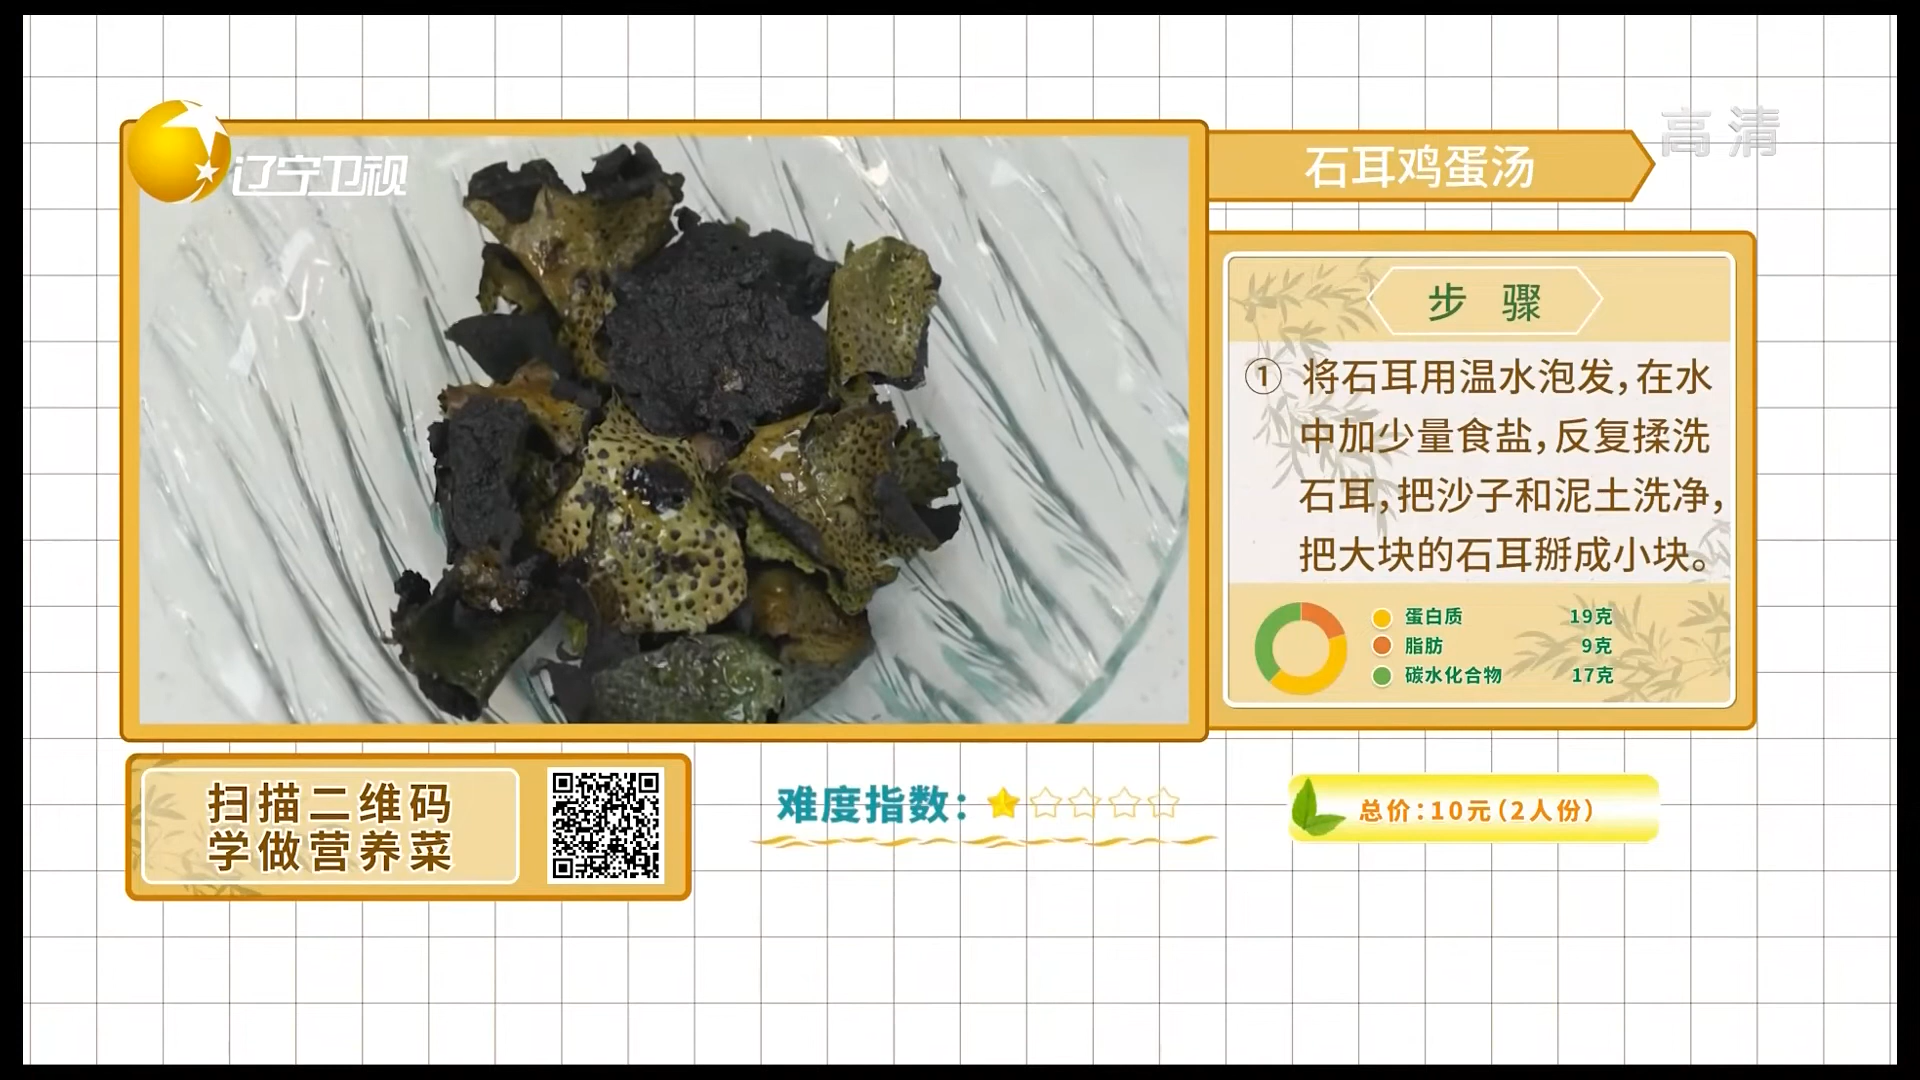 辽宁卫视
高清
石耳鸡蛋汤
步骤
① 将石耳用温水泡发,在水
中加少量食盐,反复揉洗
石耳,把沙子和泥土洗净,
把大块的石耳掰成小块。
蛋白质 19克
脂肪 9克
碳水化合物 17克
扫描二维码
学做营养菜
难度指数:
总价:10元(2人份)